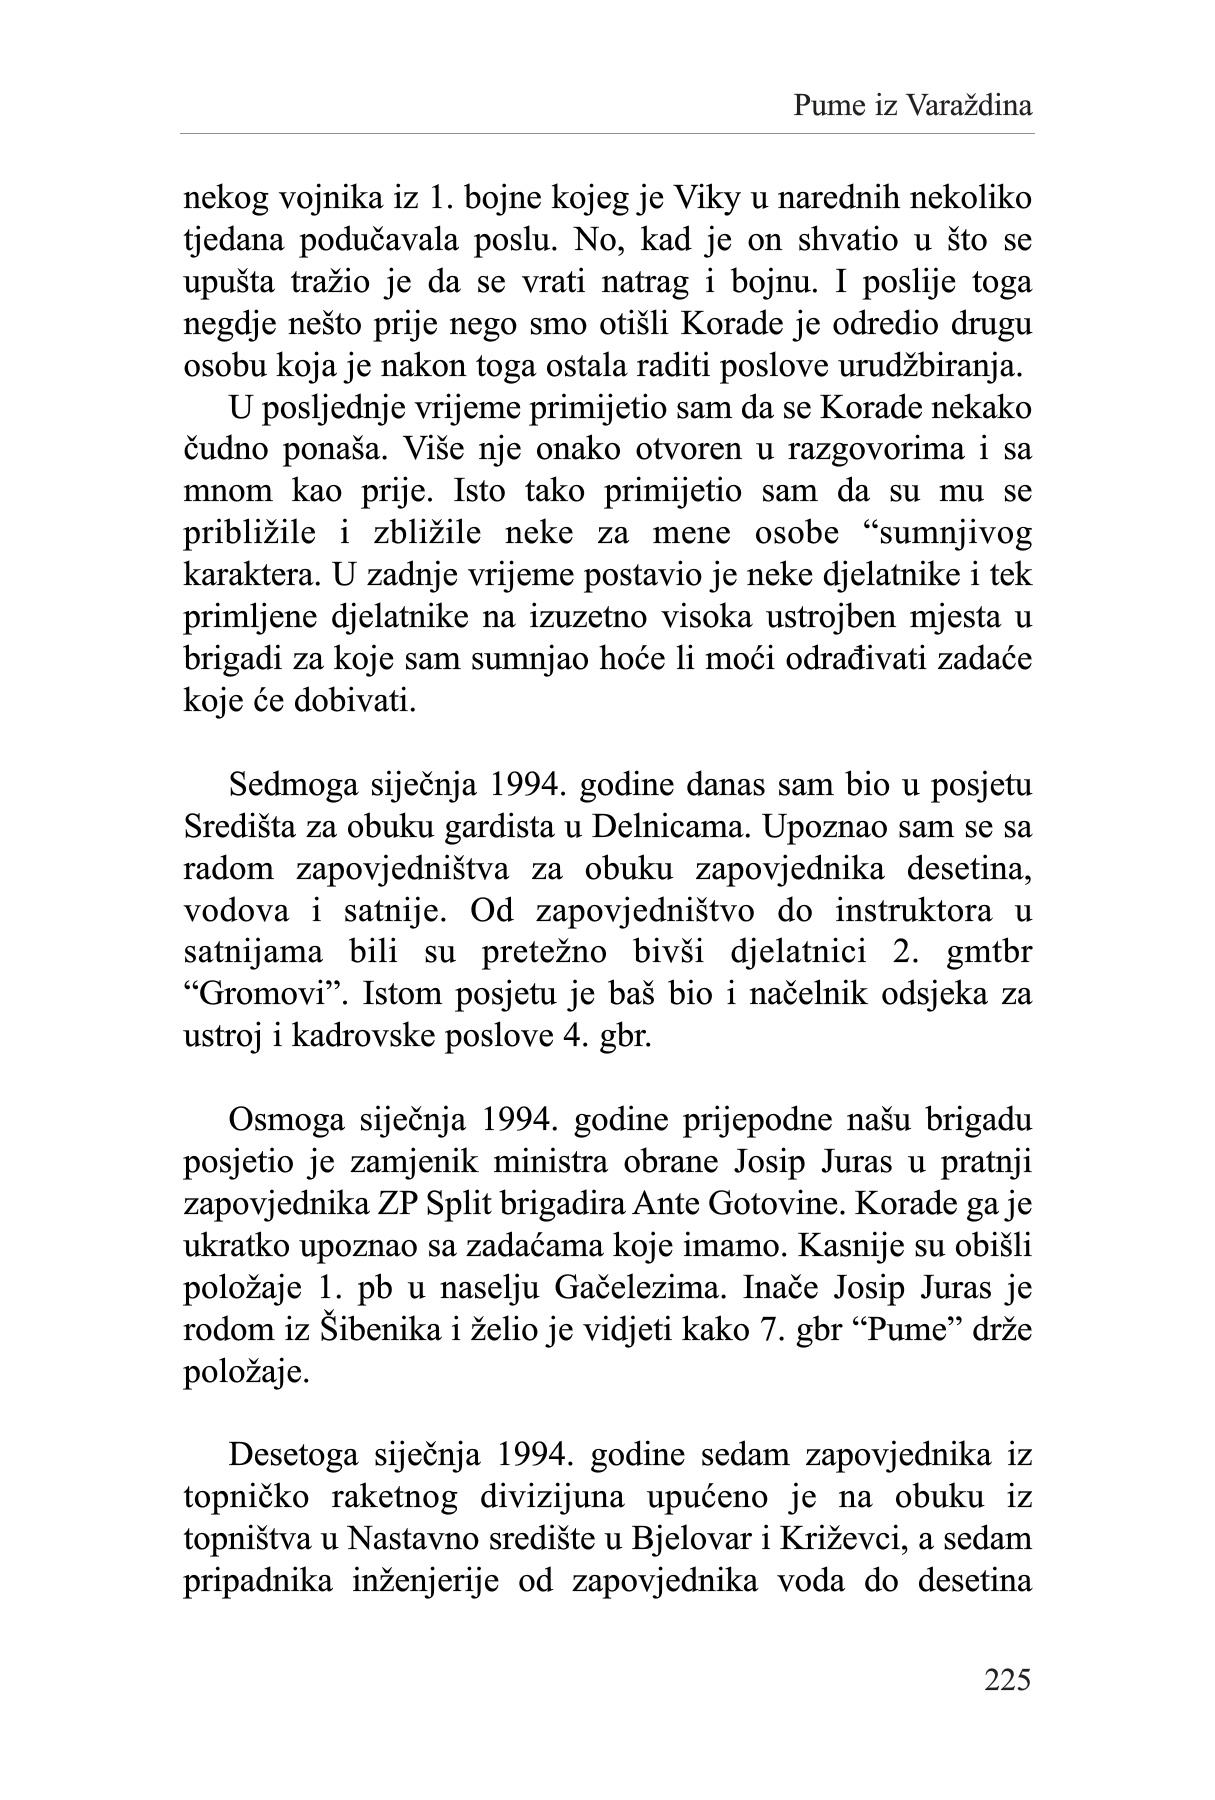 Pume iz Varaždina
nekog vojnika iz 1. bojne kojeg je Viky u narednih nekoliko
tjedana podučavala poslu. No, kad je on shvatio u što se
upušta tražio je da se vrati natrag i bojnu. I poslije toga
negdje nešto prije nego smo otišli Korade je odredio drugu
osobu koja je nakon toga ostala raditi poslove urudžbiranja.
U posljednje vrijeme primijetio sam da se Korade nekako
čudno ponaša. Više nje onako otvoren u razgovorima i sa
mnom kao prije. Isto tako primijetio sam da su mu se
približile i zbližile neke za mene osobe “sumnjivog
karaktera. U zadnje vrijeme postavio je neke djelatnike i tek
primljene djelatnike na izuzetno visoka ustrojben mjesta u
brigadi za koje sam sumnjao hoće li moći odrađivati zadaće
koje će dobivati.
Sedmoga siječnja 1994. godine danas sam bio u posjetu
Središta za obuku gardista u Delnicama. Upoznao sam se sa
radom zapovjedništva za obuku zapovjednika desetina,
vodova i satnije. Od zapovjedništvo do instruktora u
satnijama bili su pretežno bivši djelatnici 2. gmtbr
“Gromovi”. Istom posjetu je baš bio i načelnik odsjeka za
ustroj i kadrovske poslove 4. gbr.
Osmoga siječnja 1994. godine prijepodne našu brigadu
posjetio je zamjenik ministra obrane Josip Juras u pratnji
zapovjednika ZP Split brigadira Ante Gotovine. Korade ga je
ukratko upoznao sa zadaćama koje imamo. Kasnije su obišli
položaje 1. pb u naselju Gačelezima. Inače Josip Juras je
rodom iz Šibenika i želio je vidjeti kako 7. gbr “Pume” drže
položaje.
Desetoga siječnja 1994. godine sedam zapovjednika iz
topničko raketnog divizijuna upućeno je na obuku iz
topništva u Nastavno središte u Bjelovar i Križevci, a sedam
pripadnika inženjerije od zapovjednika voda do desetina
225